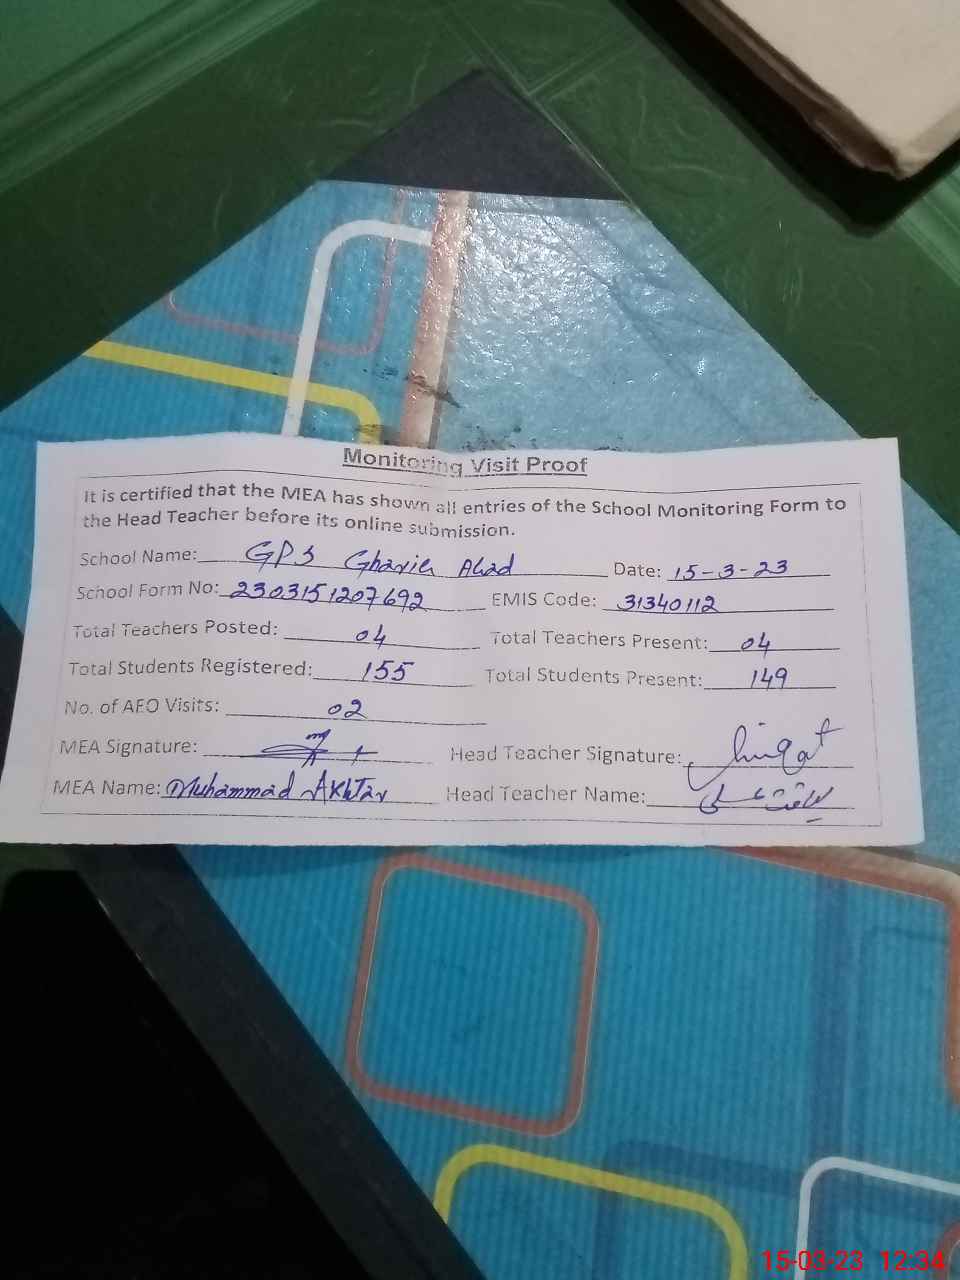 Monitoring Visit Proof
It is certified that the MEA has shown all entries of the School Monitoring Form to
the Head Teacher before its online submission.
School Name: GPS Gharib Abad Date: 15-3-23
School Form No: 2303151207692 EMIS Code: 31340112
Total Teachers Posted: 04 Total Teachers Present: 04
Total Students Registered: 155 Total Students Present: 149
No. of AEO Visits: 02
MEA Signature: Head Teacher Signature:
MEA Name: Muhammad Akhtar Head Teacher Name:
15-03-23 12:34